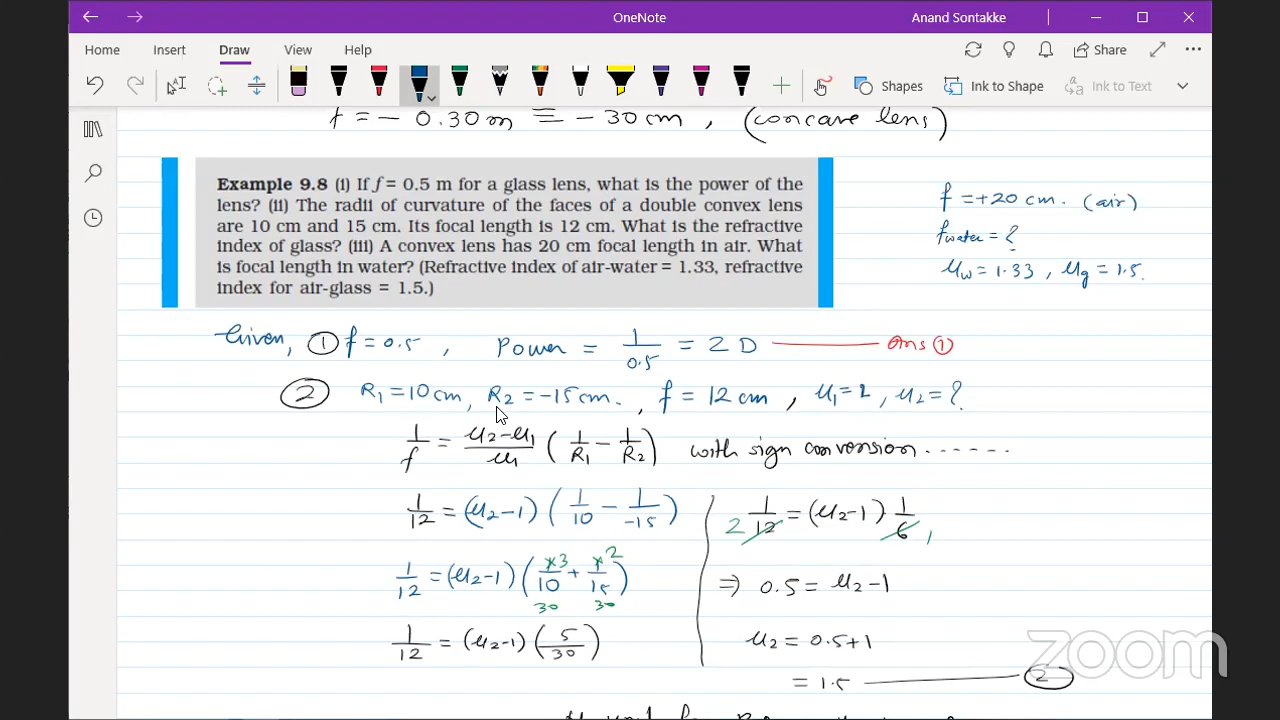 OneNote
Anand Sontakke
Home Insert Draw View Help
Share
Shapes
Ink to Shape
Ink to Text
f = - 0.30 m ≡ - 30 cm , (concave lens)
Example 9.8 (i) If f = 0.5 m for a glass lens, what is the power of the
lens? (ii) The radii of curvature of the faces of a double convex lens
are 10 cm and 15 cm. Its focal length is 12 cm. What is the refractive
index of glass? (iii) A convex lens has 20 cm focal length in air. What
is focal length in water? (Refractive index of air-water = 1.33, refractive
index for air-glass = 1.5.)
f = +20 cm. (air)
fwater = ?
μw = 1.33 , μg = 1.5.
Given, ① f = 0.5 , Power = 1/0.5 = 2 D ——— Ans ①
② R1 = 10 cm, R2 = -15 cm. , f = 12 cm , μ1 = 1, μ2 = ?
1/f = (μ2 - μ1)/μ1 (1/R1 - 1/R2) with sign conversion .......
1/12 = (μ2 - 1) (1/10 - 1/-15)
1/12 = (μ2 - 1) (1×3/10 + 1×2/15)
30 30
1/12 = (μ2 - 1) (5/30)
2 1/12 = (μ2 - 1) 1/6 1
⇒ 0.5 = μ2 - 1
μ2 = 0.5 + 1
= 1.5 ——— ②
zoom